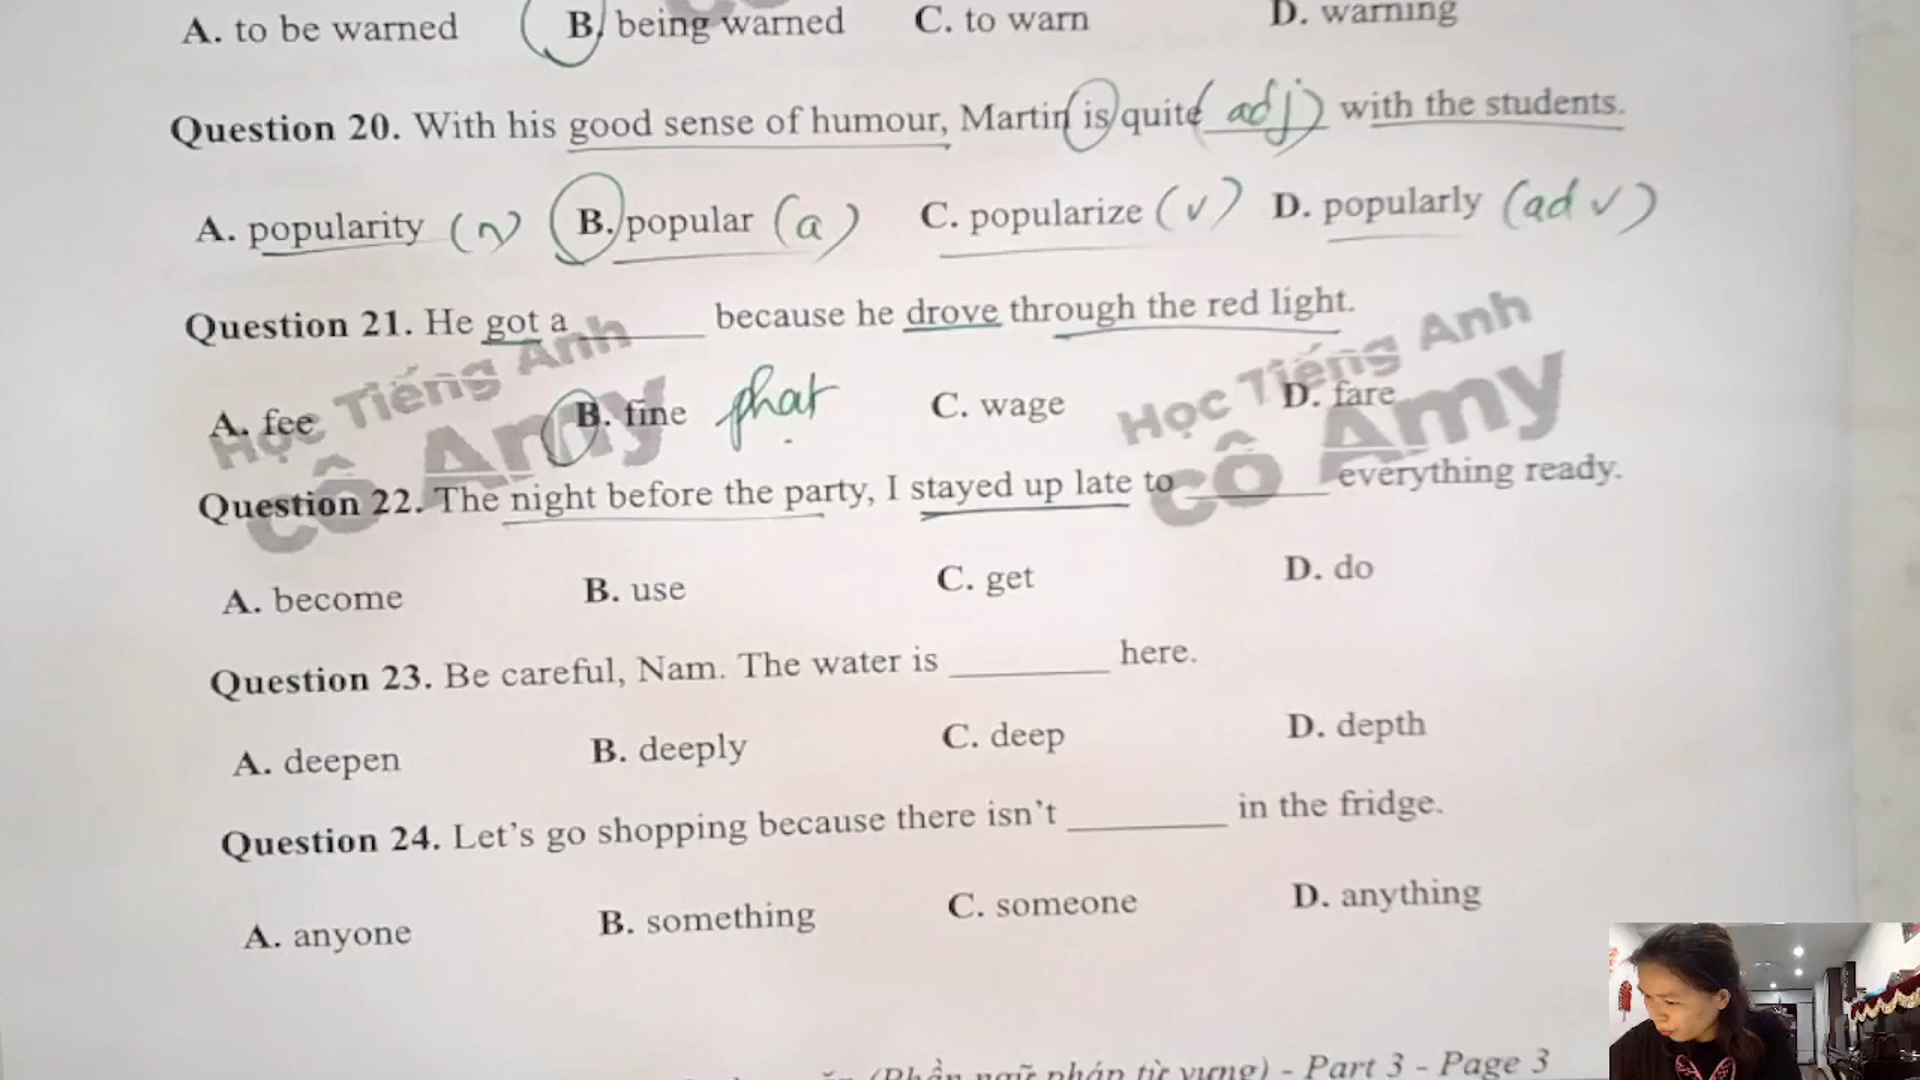 A. to be warned B. being warned C. to warn D. warning
Question 20. With his good sense of humour, Martin is quite (adj) with the students.
A. popularity (n) B. popular (a) C. popularize (v) D. popularly (adv)
Question 21. He got a ______ because he drove through the red light.
Học Tiếng Anh
Học Tiếng Anh
A. fee B. fine phạt C. wage D. fare
cô Amy
cô Amy
Question 22. The night before the party, I stayed up late to ______ everything ready.
A. become B. use C. get D. do
Question 23. Be careful, Nam. The water is ______ here.
A. deepen B. deeply C. deep D. depth
Question 24. Let's go shopping because there isn't ______ in the fridge.
A. anyone B. something C. someone D. anything
(Phần ngữ pháp từ vựng) - Part 3 - Page 3